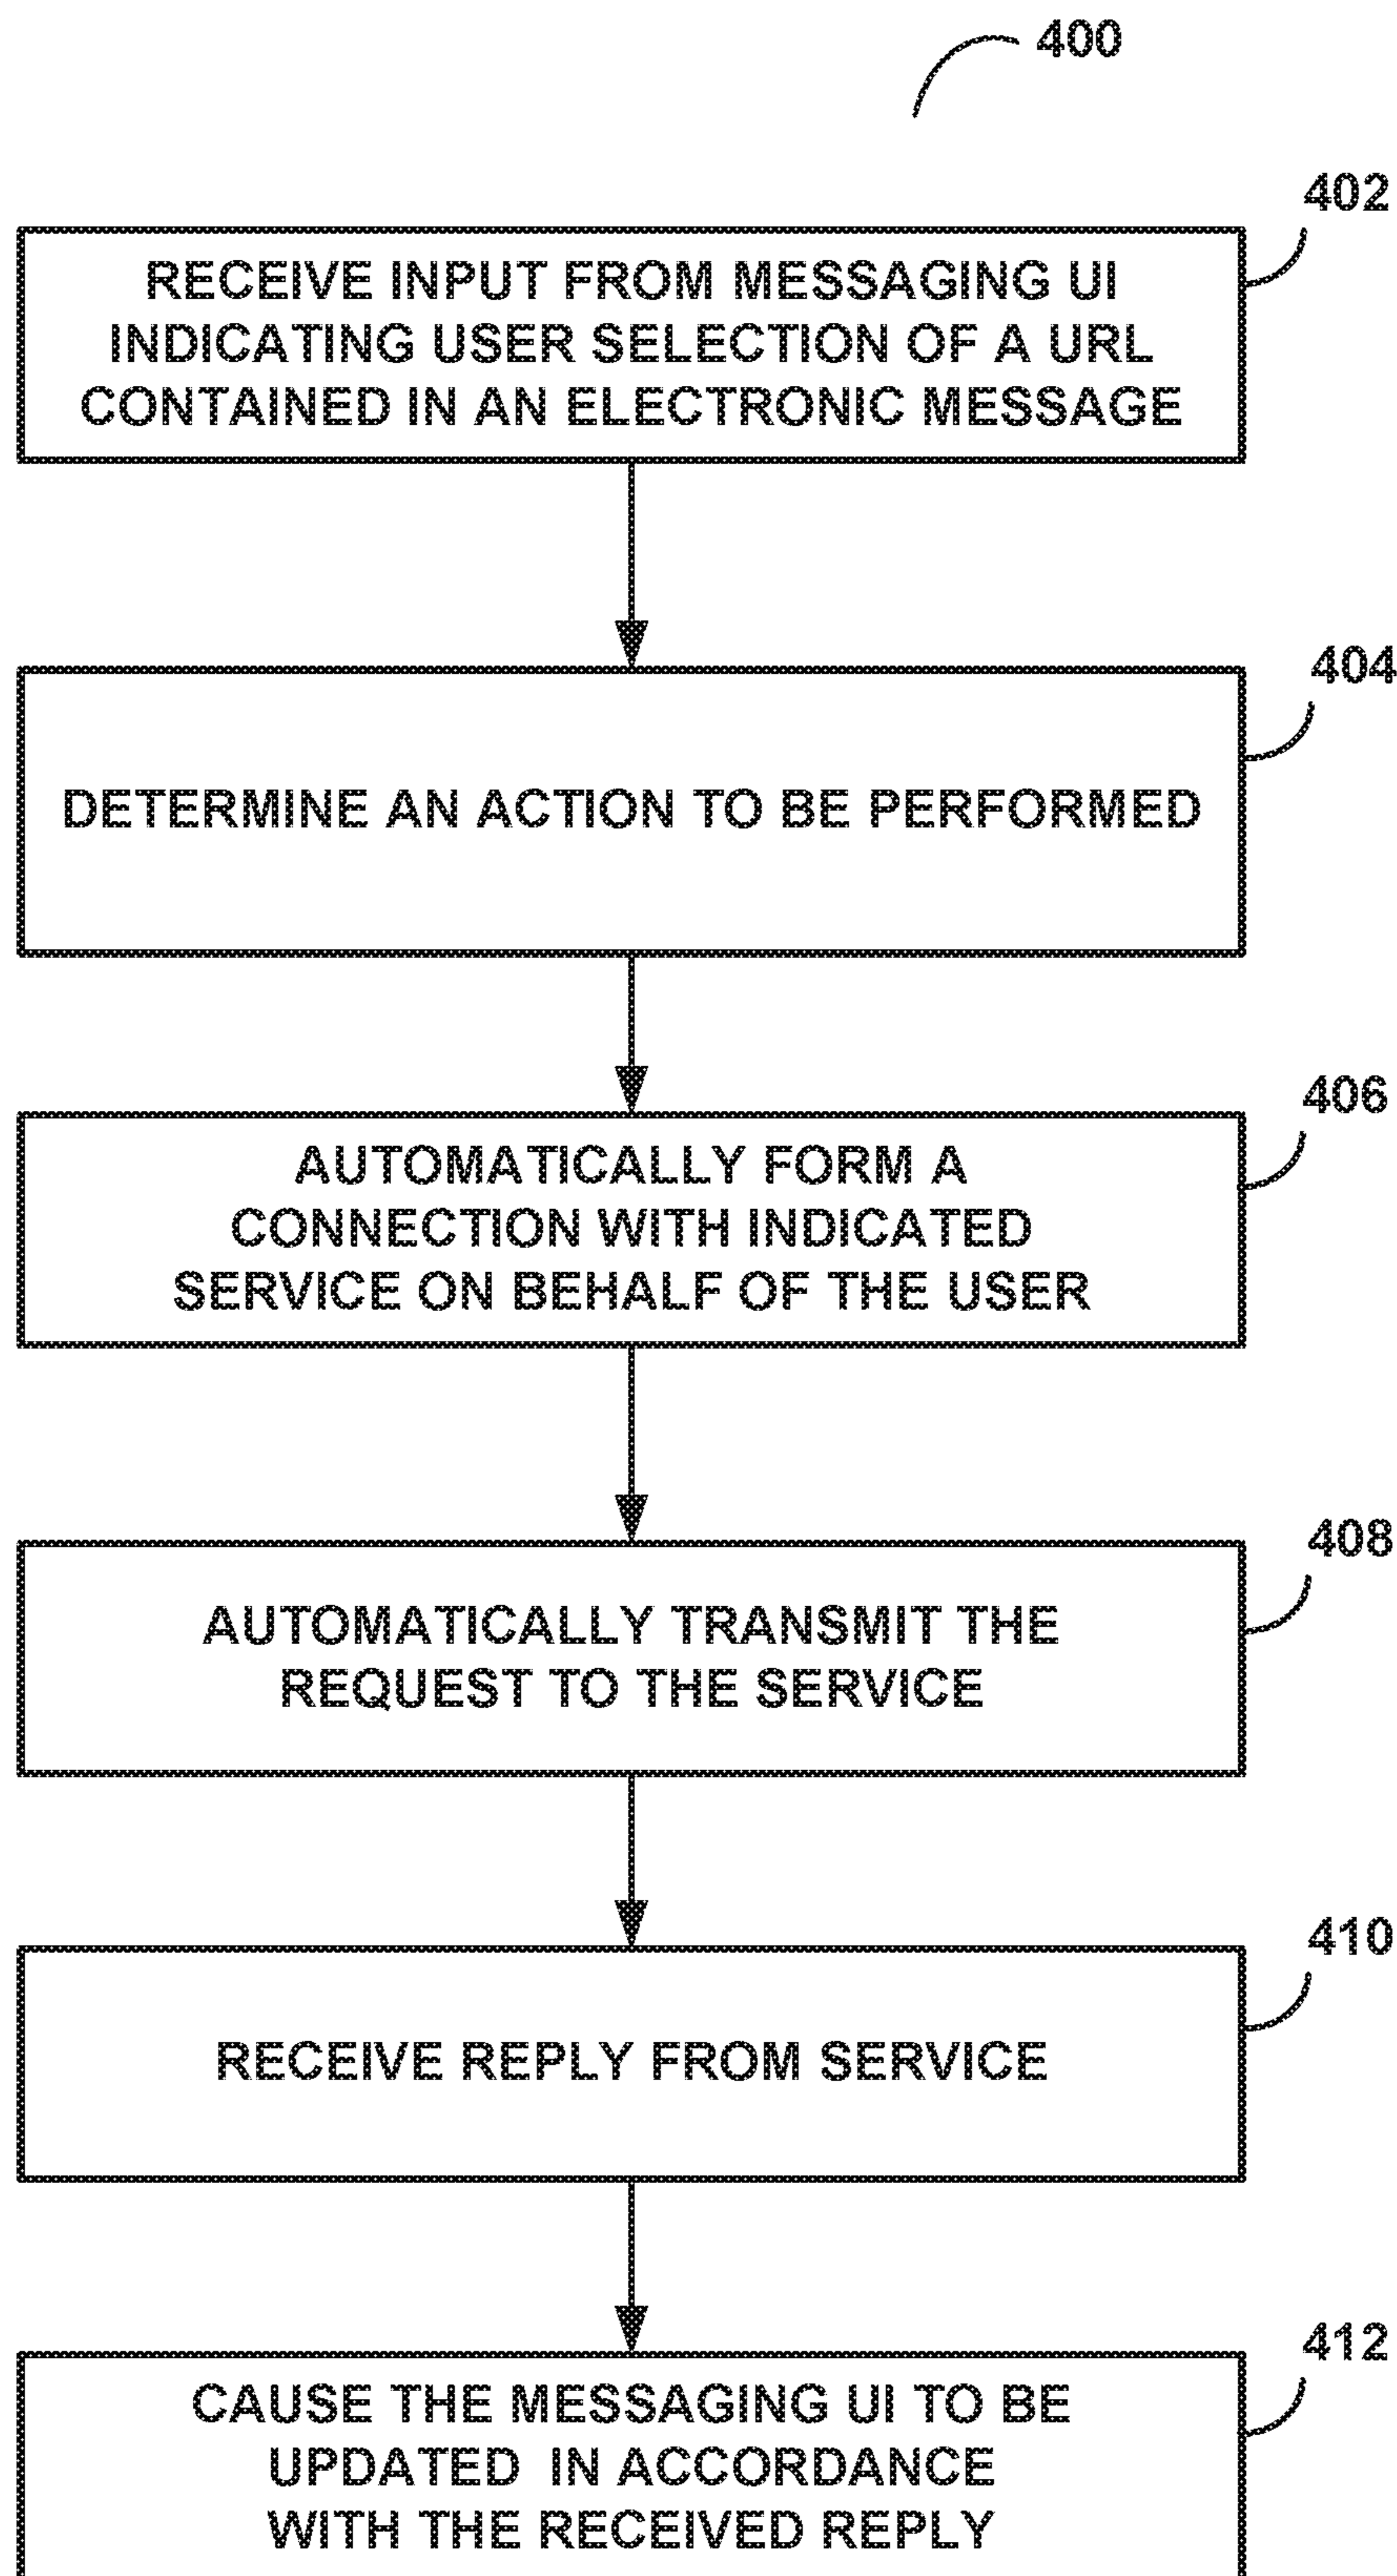 400
402
RECEIVE INPUT FROM MESSAGING UI
INDICATING USER SELECTION OF A URL
CONTAINED IN AN ELECTRONIC MESSAGE
404
DETERMINE AN ACTION TO BE PERFORMED
406
AUTOMATICALLY FORM A
CONNECTION WITH INDICATED
SERVICE ON BEHALF OF THE USER
408
AUTOMATICALLY TRANSMIT THE
REQUEST TO THE SERVICE
410
RECEIVE REPLY FROM SERVICE
412
CAUSE THE MESSAGING UI TO BE
UPDATED IN ACCORDANCE
WITH THE RECEIVED REPLY